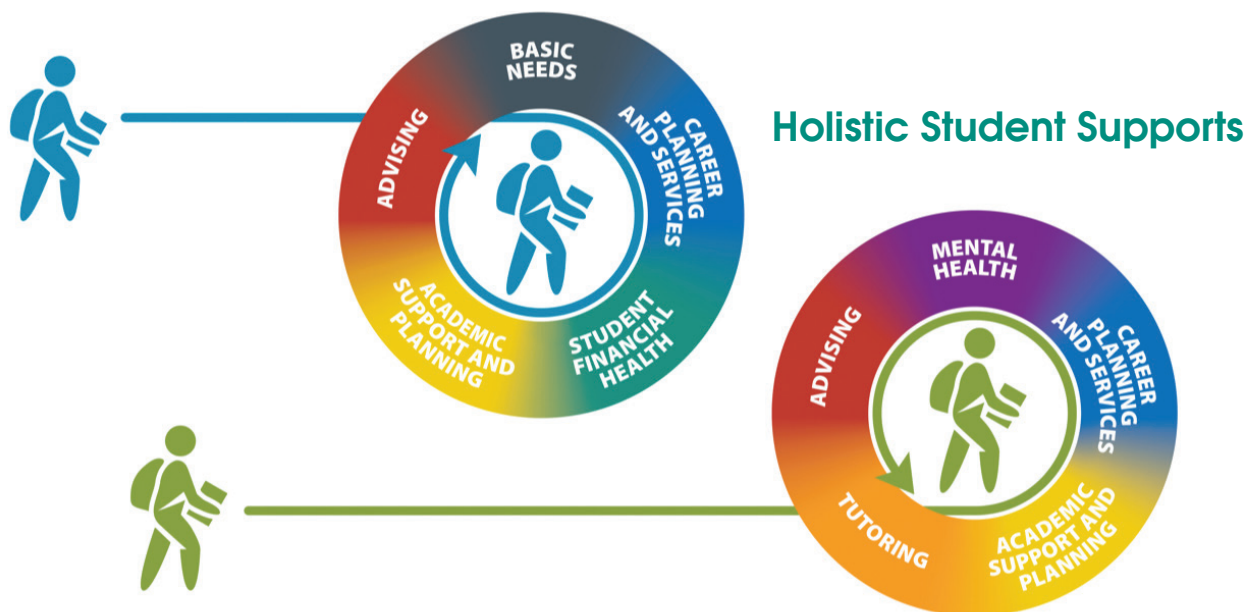 Holistic Student Supports
BASIC
NEEDS
CAREER
PLANNING
AND SERVICES
STUDENT
FINANCIAL
HEALTH
ACADEMIC
SUPPORT AND
PLANNING
ADVISING
MENTAL
HEALTH
CAREER
PLANNING
AND SERVICES
ACADEMIC
SUPPORT AND
PLANNING
TUTORING
ADVISING